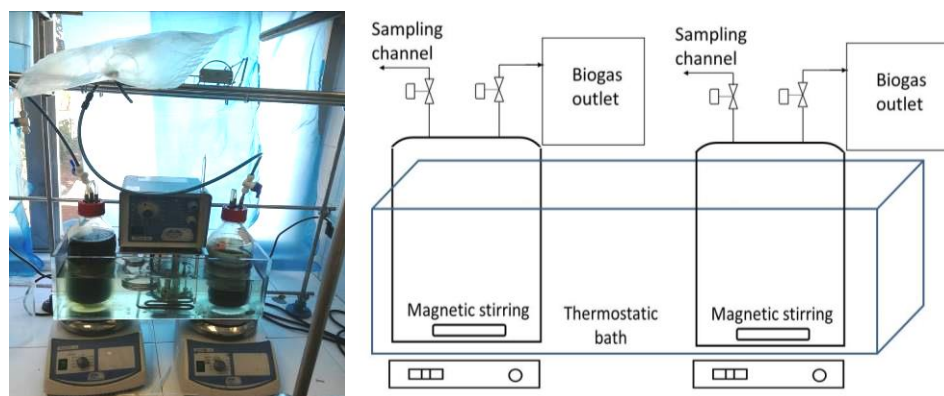 Sampling
channel
Biogas
outlet
Sampling
channel
Biogas
outlet
Magnetic stirring
Thermostatic
bath
Magnetic stirring